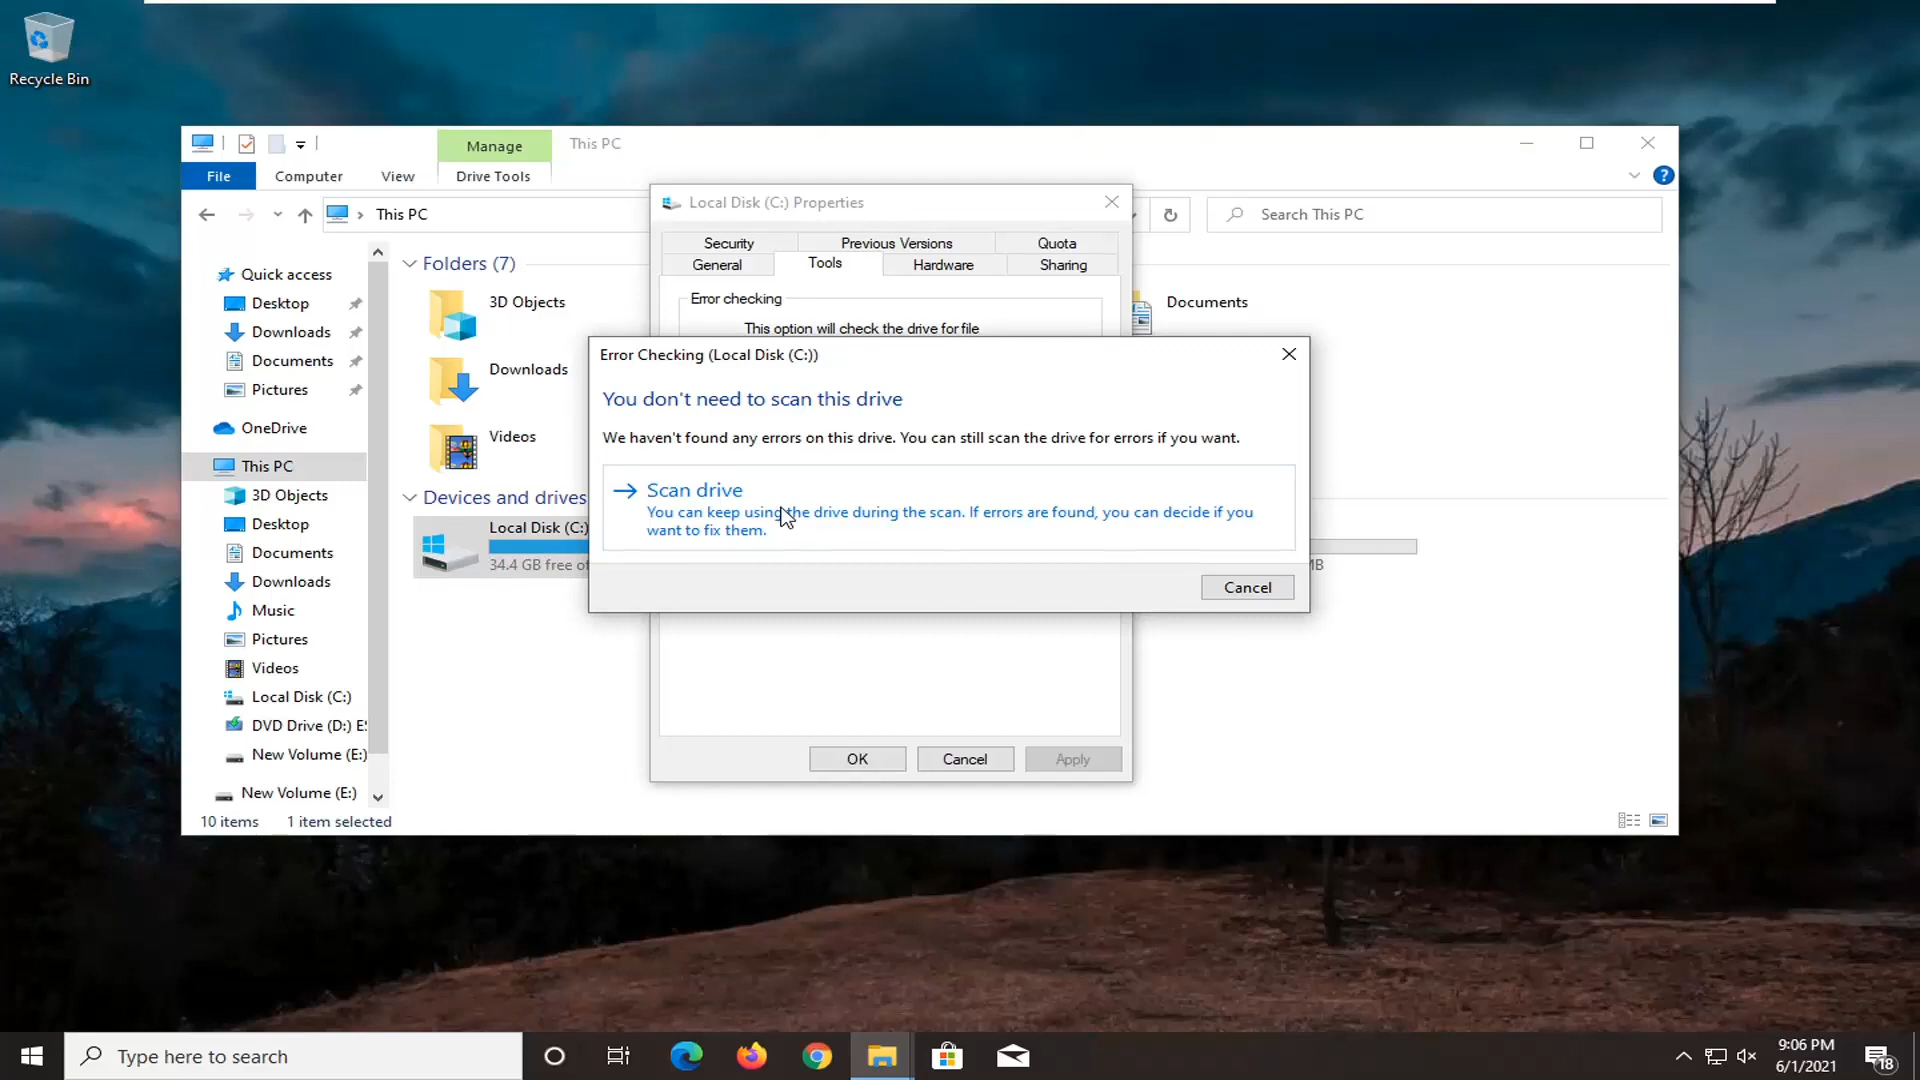 Recycle Bin
Manage
This PC
File
Computer
View
Drive Tools
?
This PC
Search This PC
Quick access
Desktop
Downloads
Documents
Pictures
OneDrive
This PC
3D Objects
Desktop
Documents
Downloads
Music
Pictures
Videos
Local Disk (C:)
DVD Drive (D:) E
New Volume (E:)
New Volume (E:)
10 items
1 item selected
Folders (7)
3D Objects
Downloads
Videos
Documents
Devices and drives
Local Disk (C:)
34.4 GB free of
MB
Local Disk (C:) Properties
Security
Previous Versions
Quota
General
Tools
Hardware
Sharing
Error checking
This option will check the drive for file
Error Checking (Local Disk (C:))
You don't need to scan this drive
We haven't found any errors on this drive. You can still scan the drive for errors if you want.
Scan drive
You can keep using the drive during the scan. If errors are found, you can decide if you
want to fix them.
Cancel
OK
Cancel
Apply
Type here to search
9:06 PM
6/1/2021
18